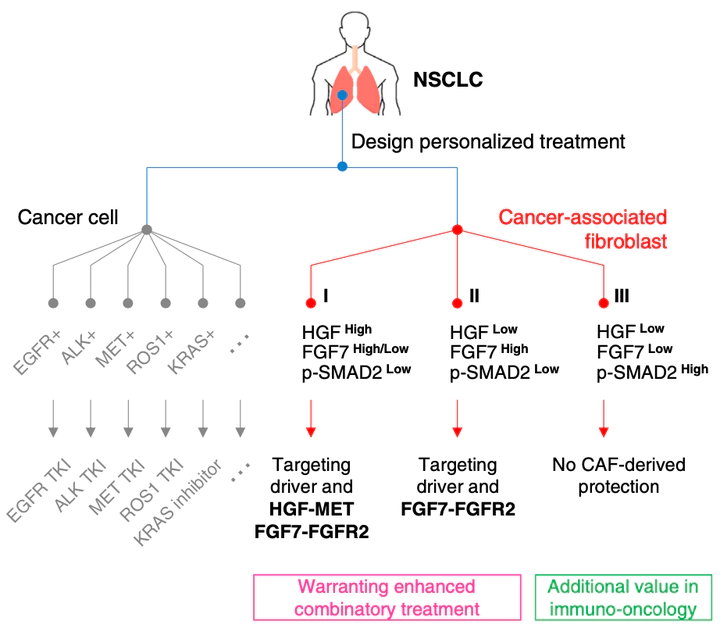 NSCLC
Design personalized treatment
Cancer cell
Cancer-associated
fibroblast
EGFR+
ALK+
MET+
ROS1+
KRAS+
...
I
HGF High
FGF7 High/Low
p-SMAD2 Low
II
HGF Low
FGF7 High
p-SMAD2 Low
III
HGF Low
FGF7 Low
p-SMAD2 High
EGFR TKI
ALK TKI
MET TKI
ROS1 TKI
KRAS inhibitor
...
Targeting
driver and
HGF-MET
FGF7-FGFR2
Targeting
driver and
FGF7-FGFR2
No CAF-derived
protection
Warranting enhanced
combinatory treatment
Additional value in
immuno-oncology